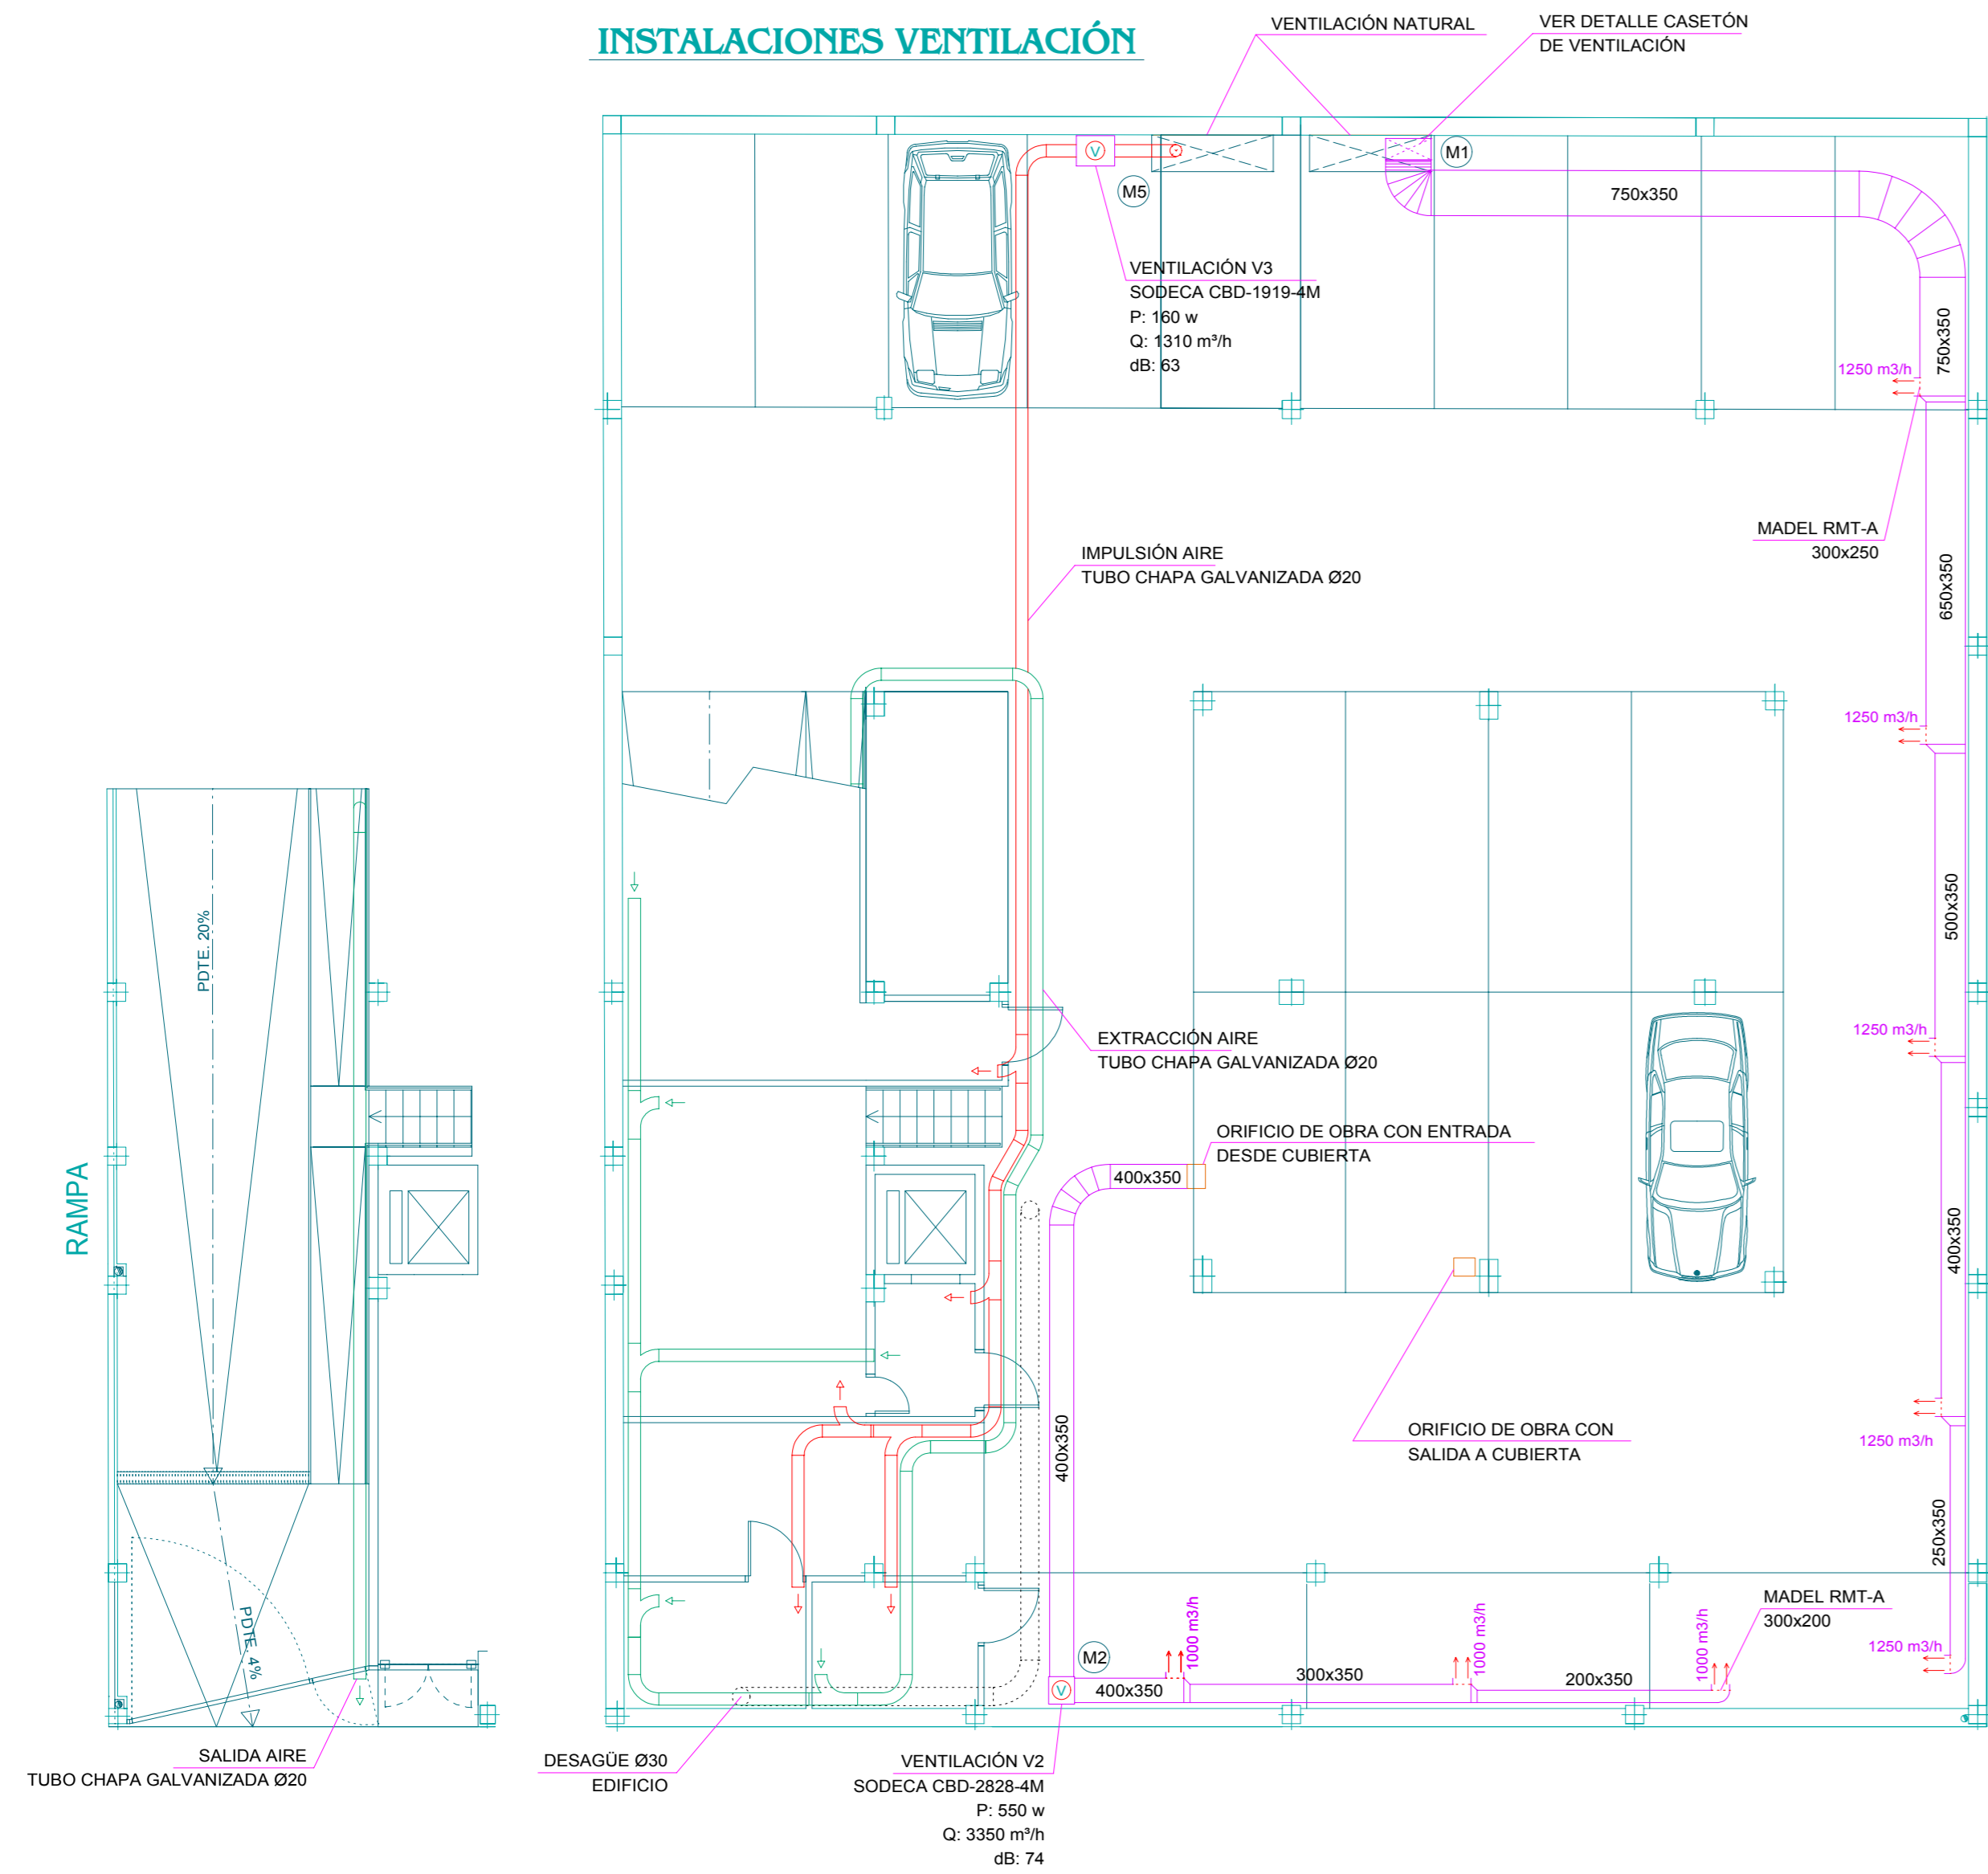 INSTALACIONES VENTILACIÓN
VENTILACIÓN NATURAL
VER DETALLE CASETÓN
DE VENTILACIÓN
V
M1
M5
750x350
VENTILACIÓN V3
SODECA CBD-1919-4M
P: 160 w
Q: 1310 m³/h
dB: 63
750x350
1250 m3/h
MADEL RMT-A
300x250
IMPULSIÓN AIRE
TUBO CHAPA GALVANIZADA Ø20
650x350
1250 m3/h
500x350
PDTE. 20%
EXTRACCIÓN AIRE
TUBO CHAPA GALVANIZADA Ø20
1250 m3/h
ORIFICIO DE OBRA CON ENTRADA
DESDE CUBIERTA
400x350
RAMPA
400x350
ORIFICIO DE OBRA CON
SALIDA A CUBIERTA
400x350
1250 m3/h
250x350
MADEL RMT-A
300x200
PDTE. 4%
M2
1000 m3/h
1000 m3/h
1000 m3/h
1250 m3/h
V
400x350
300x350
200x350
SALIDA AIRE
TUBO CHAPA GALVANIZADA Ø20
DESAGÜE Ø30
EDIFICIO
VENTILACIÓN V2
SODECA CBD-2828-4M
P: 550 w
Q: 3350 m³/h
dB: 74